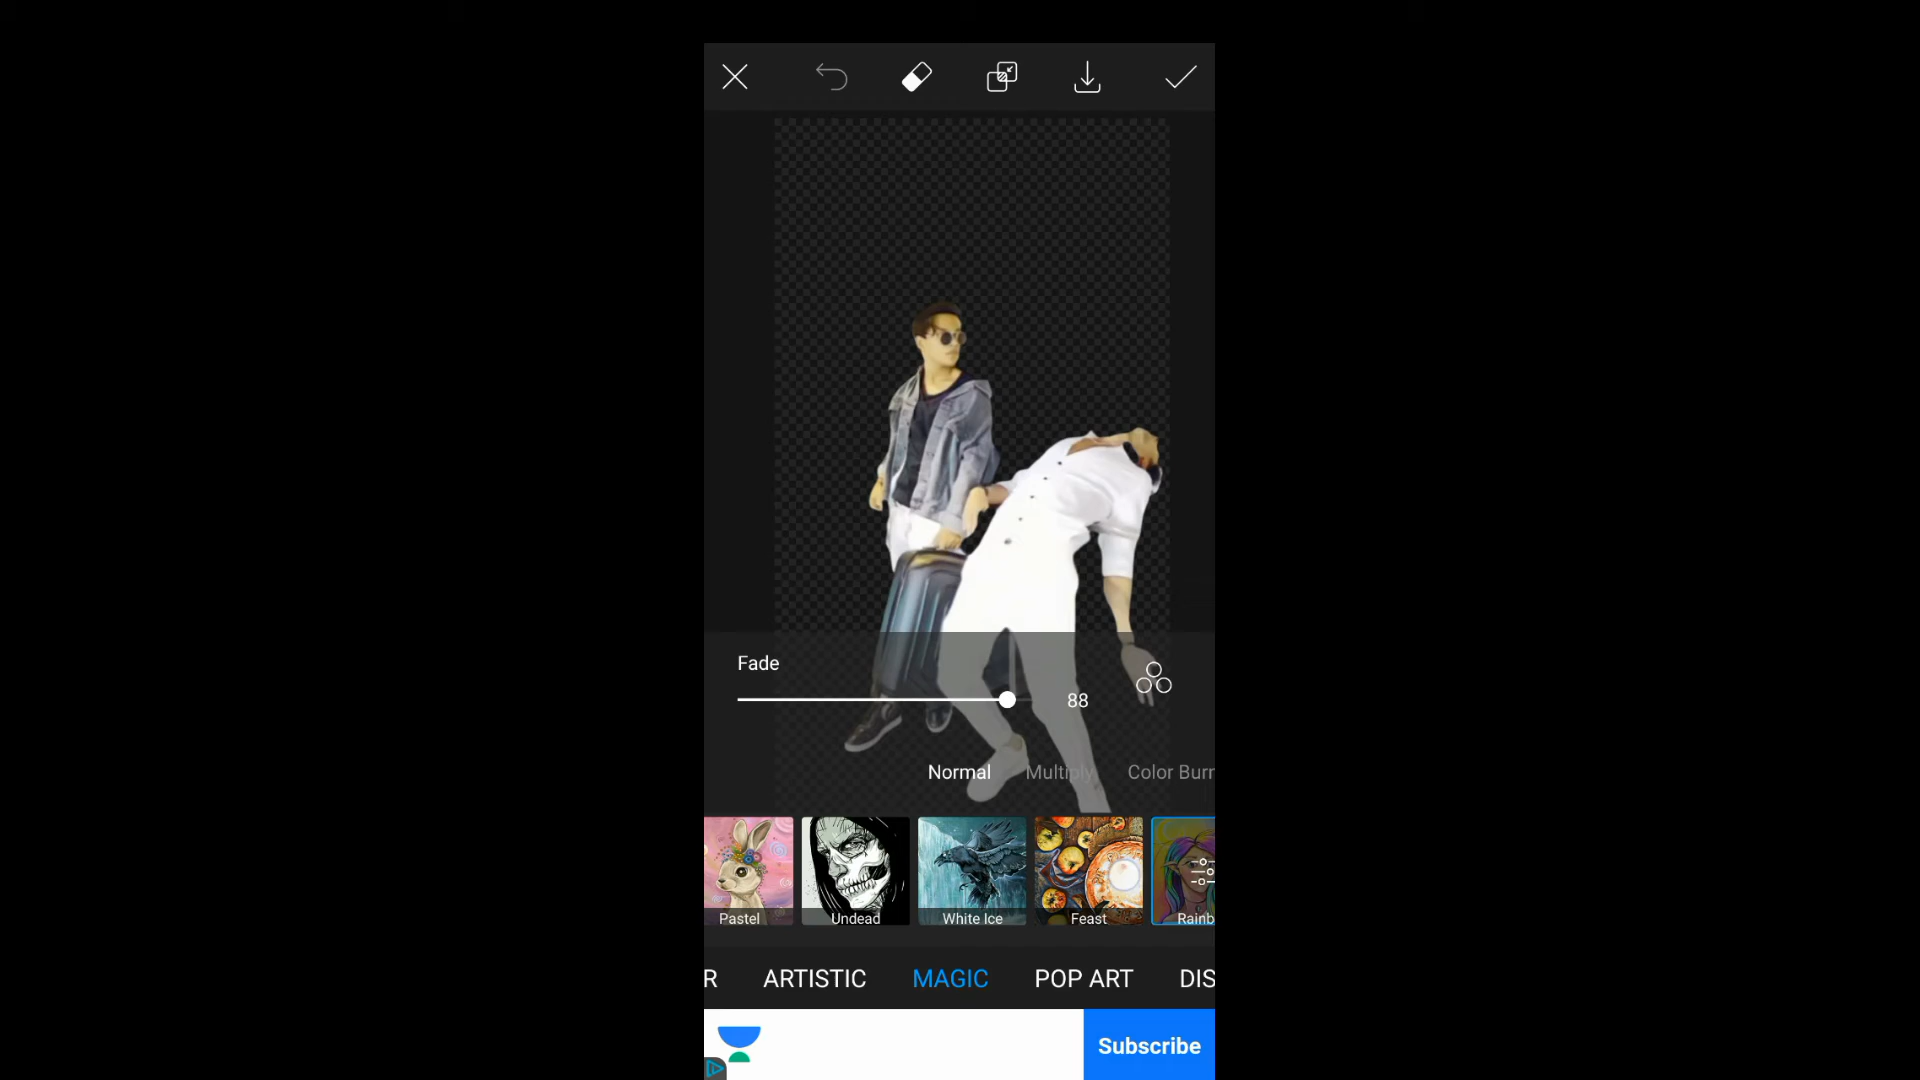 Fade
88
Normal Multiply Color Burn
Pastel Undead White Ice Feast Rainb
R ARTISTIC MAGIC POP ART DIS
Subscribe